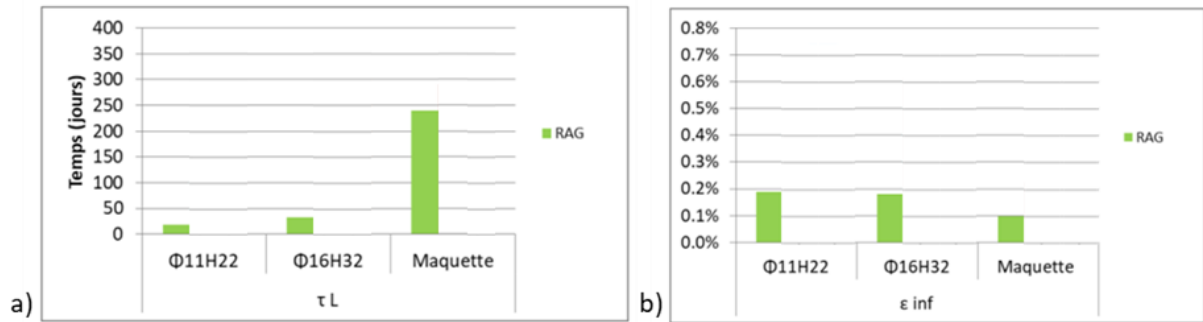 a)
Temps (jours)
400
350
300
250
200
150
100
50
0
Φ11H22 Φ16H32 Maquette
τ L
RAG
b)
0.8%
0.7%
0.6%
0.5%
0.4%
0.3%
0.2%
0.1%
0.0%
Φ11H22 Φ16H32 Maquette
ε inf
RAG